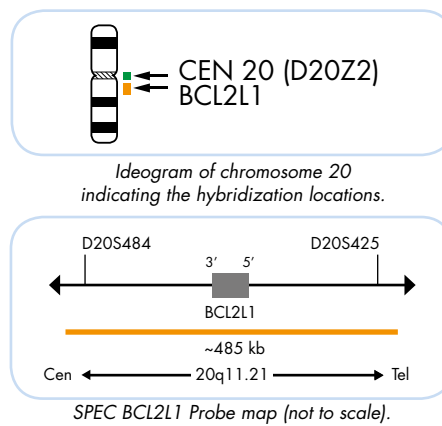 CEN 20 (D20Z2)
BCL2L1
Ideogram of chromosome 20
indicating the hybridization locations.
D20S484 D20S425
3’ 5’
BCL2L1
~485 kb
Cen 20q11.21 Tel
SPEC BCL2L1 Probe map (not to scale).